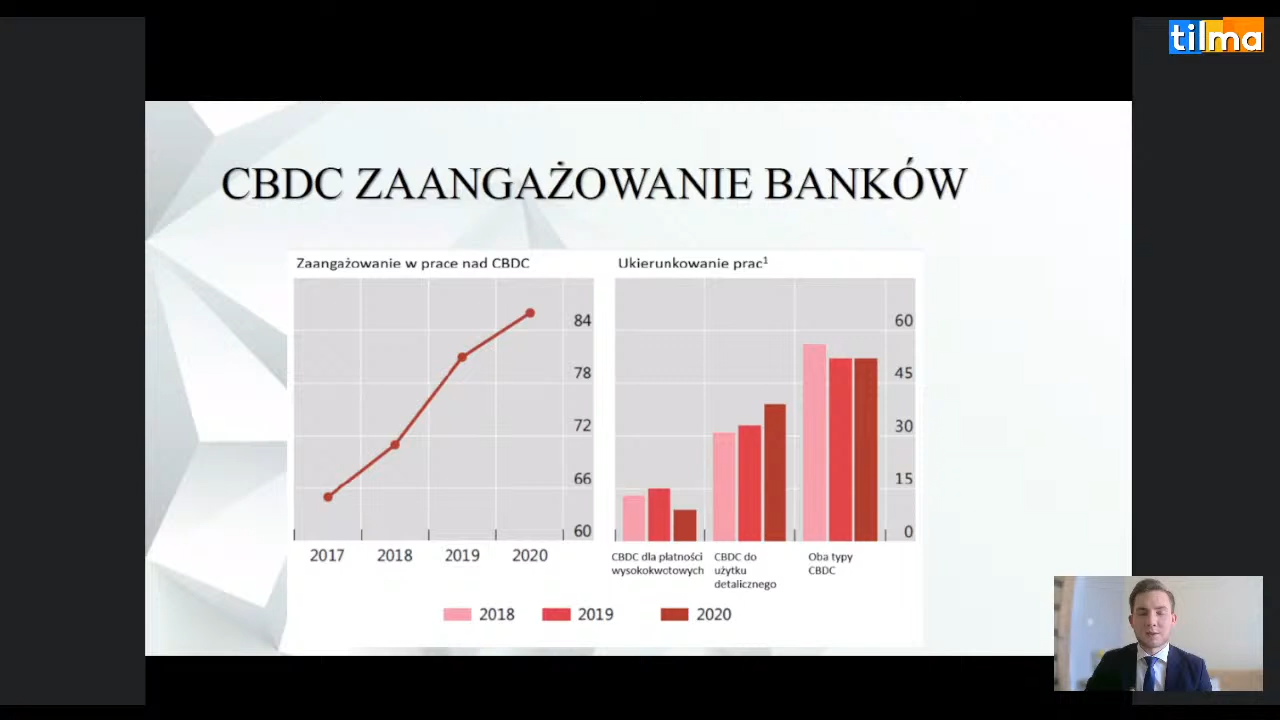 tilma
CBDC ZAANGAŻOWANIE BANKÓW
Zaangażowanie w prace nad CBDC
84
78
72
66
60
2017 2018 2019 2020
Ukierunkowanie prac¹
60
45
30
15
0
CBDC dla płatności
wysokokwotowych
CBDC do
użytku
detalicznego
Oba typy
CBDC
2018 2019 2020